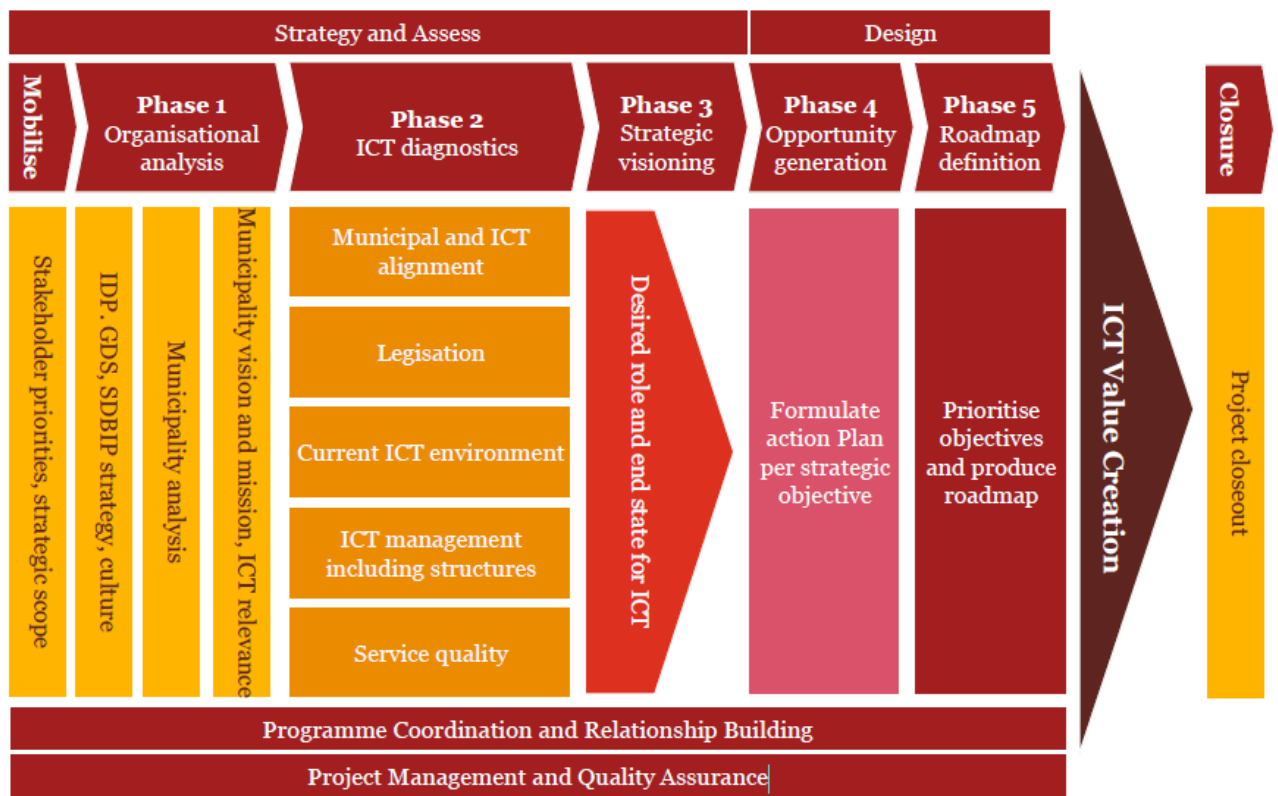 Strategy and Assess
Design
Mobilise
Phase 1
Organisational
analysis
Phase 2
ICT diagnostics
Phase 3
Strategic
visioning
Phase 4
Opportunity
generation
Phase 5
Roadmap
definition
Closure
Stakeholder priorities, strategic scope
IDP. GDS, SDBIP strategy, culture
Municipality analysis
Municipality vision and mission, ICT relevance
Municipal and ICT
alignment
Legisation
Current ICT environment
ICT management
including structures
Service quality
Desired role and end state for ICT
Formulate
action Plan
per strategic
objective
Prioritise
objectives
and produce
roadmap
ICT Value Creation
Project closeout
Programme Coordination and Relationship Building
Project Management and Quality Assurance